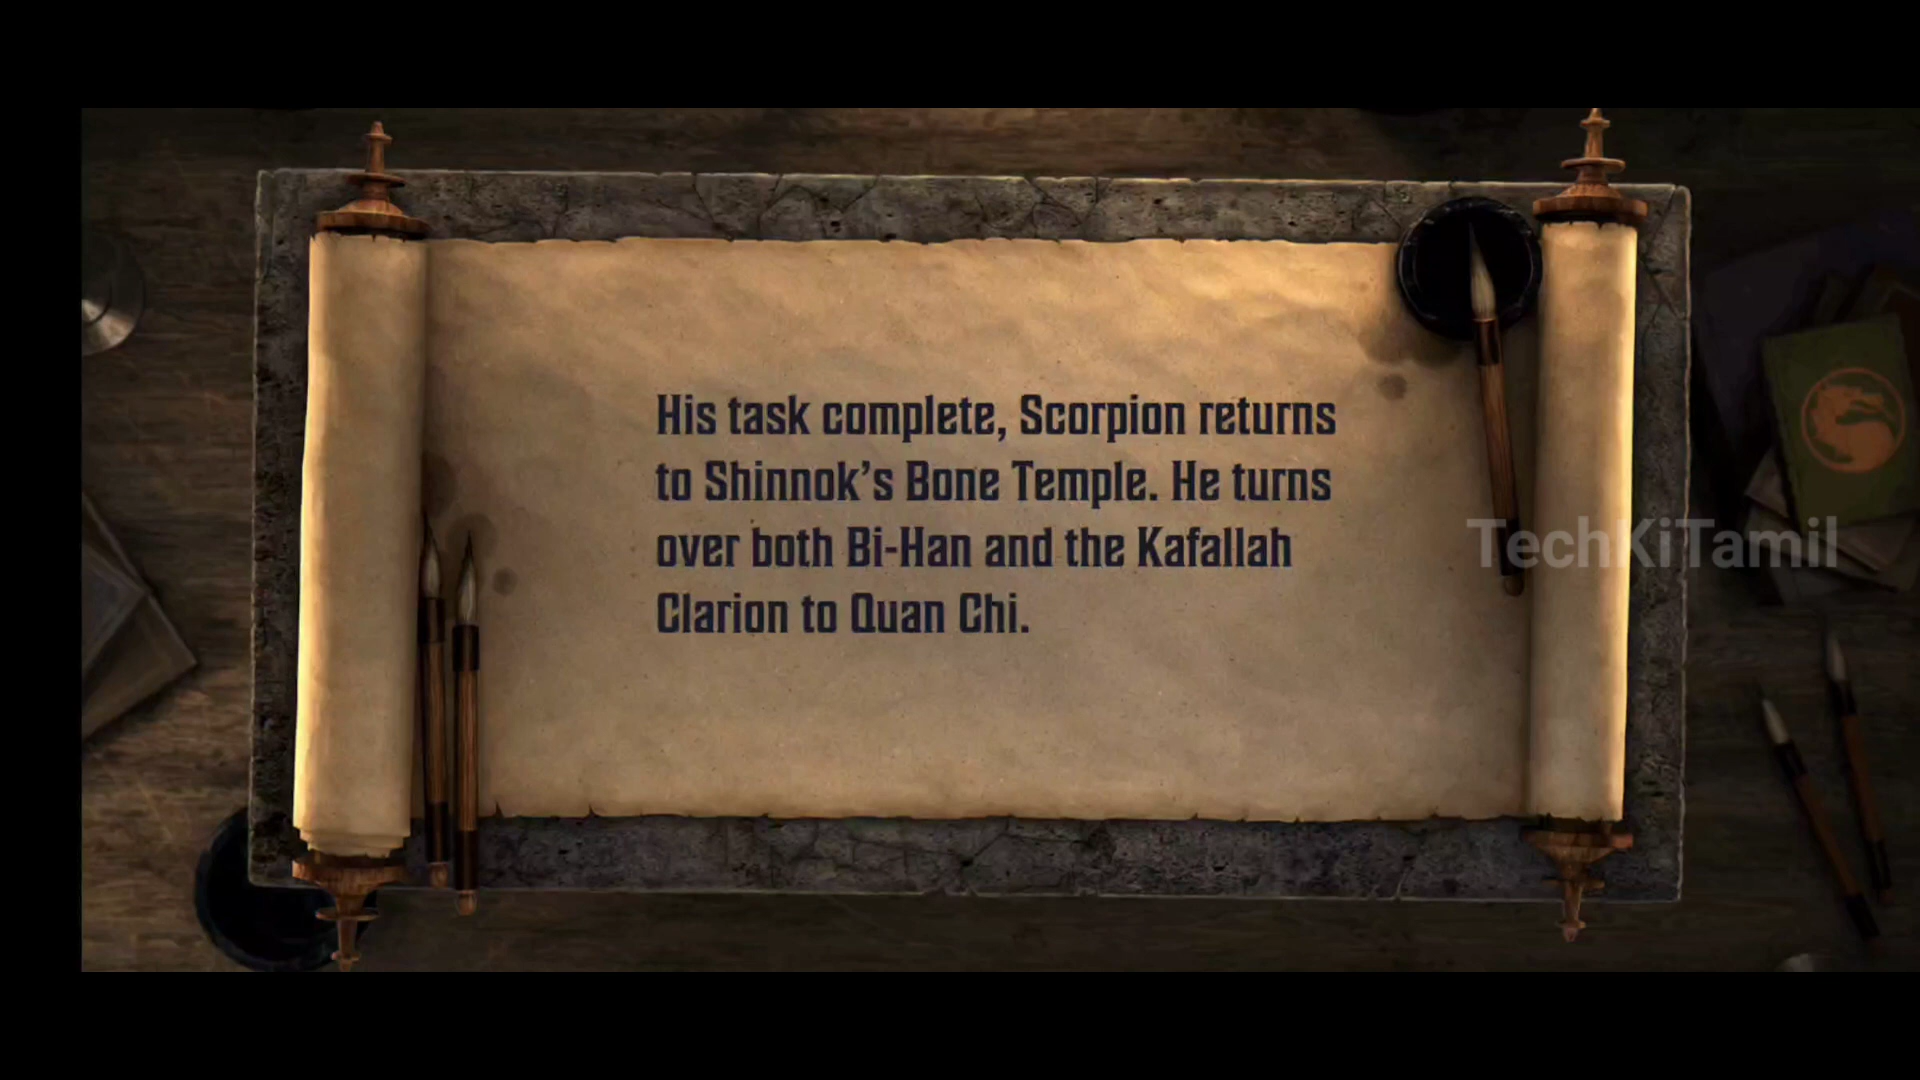 His task complete, Scorpion returns
to Shinnok’s Bone Temple. He turns
over both Bi-Han and the Kafallah
Clarion to Quan Chi.
TechKiTamil